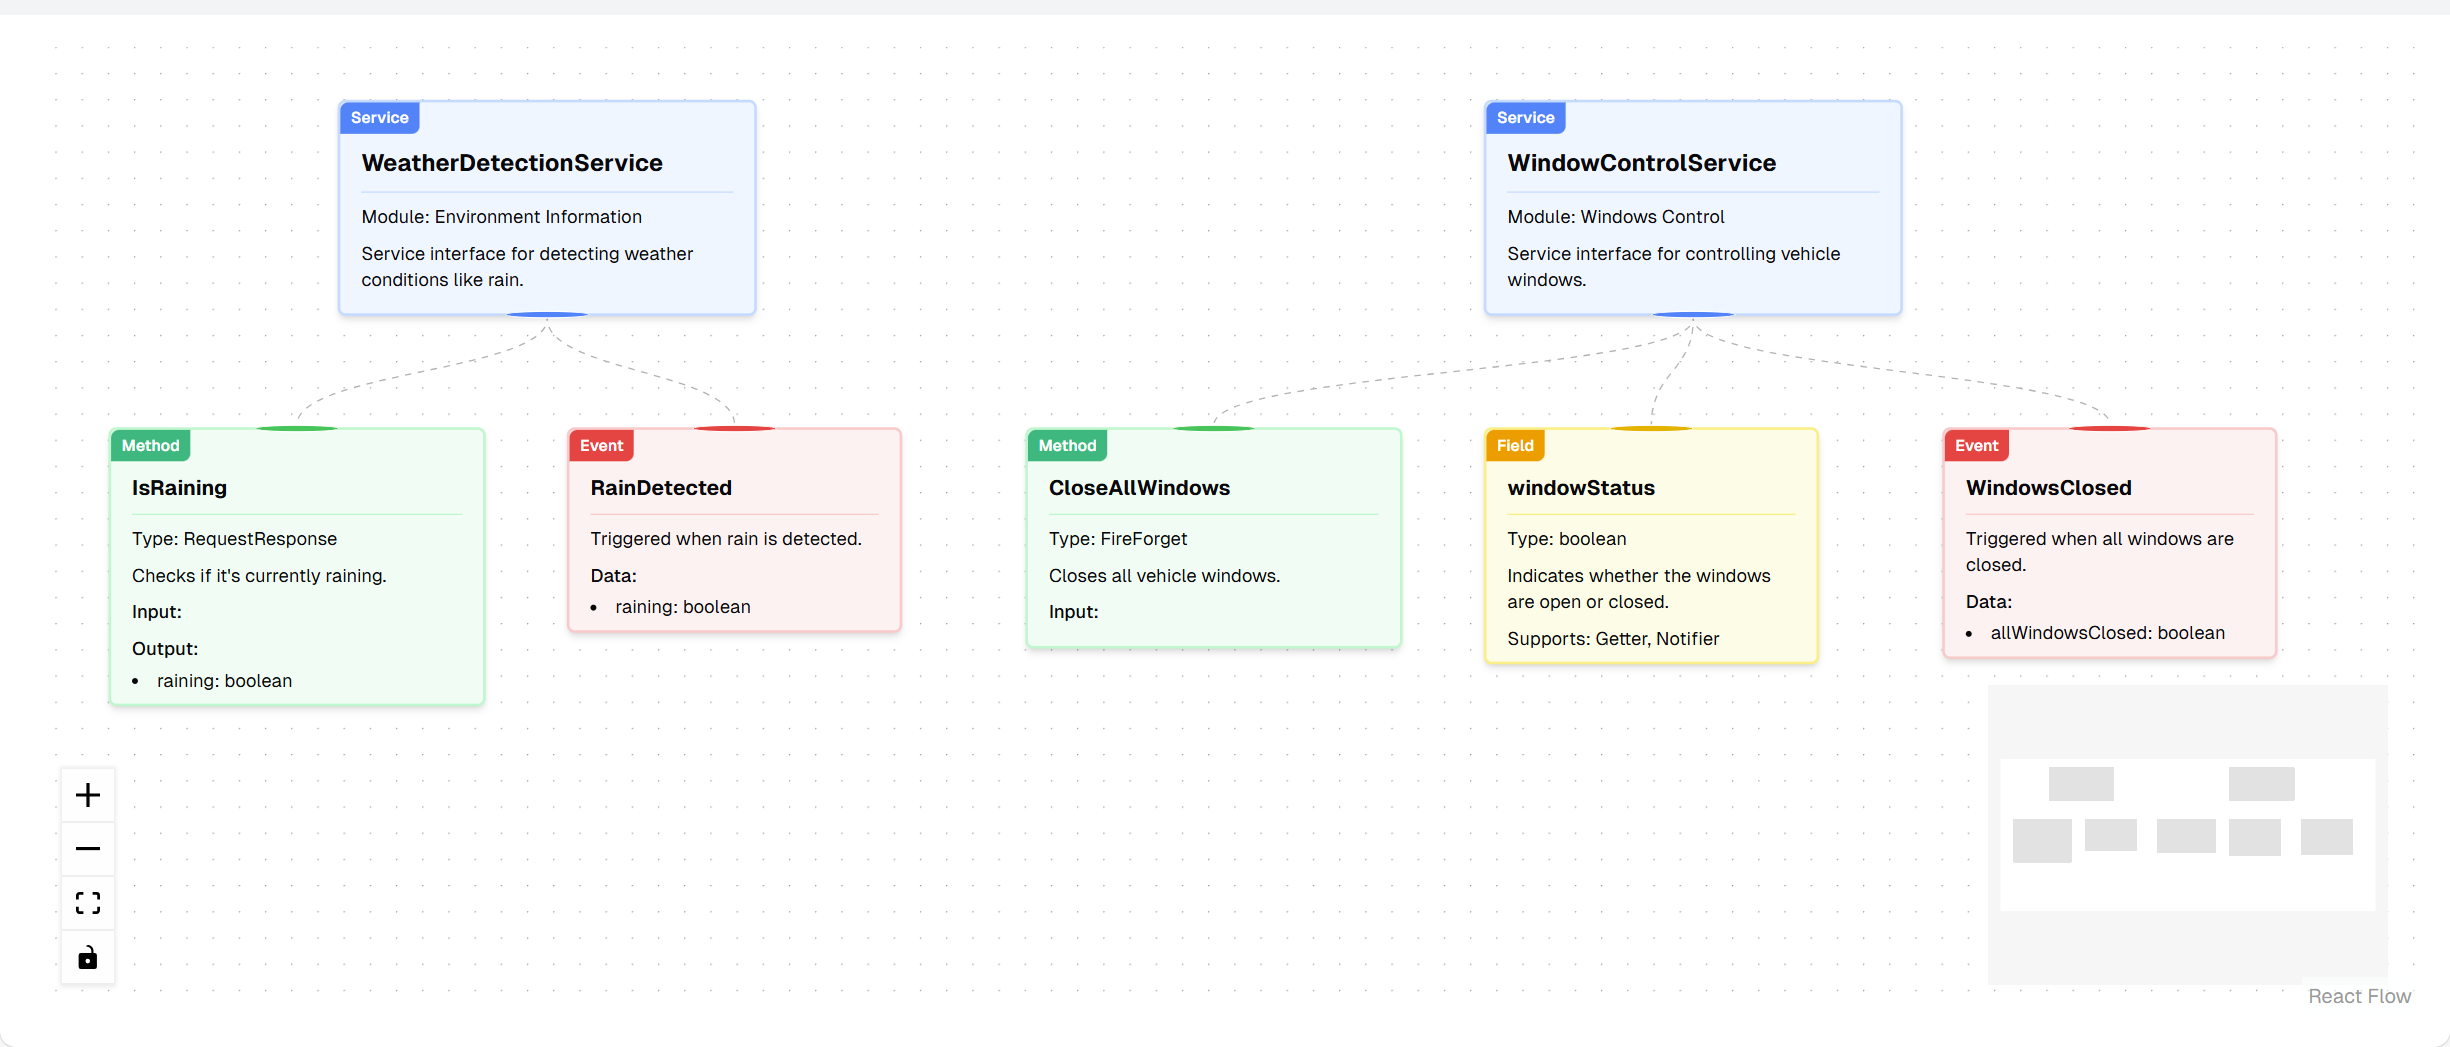 Service
WeatherDetectionService
Module: Environment Information
Service interface for detecting weather
conditions like rain.
Service
WindowControlService
Module: Windows Control
Service interface for controlling vehicle
windows.
Method
IsRaining
Type: RequestResponse
Checks if it's currently raining.
Input:
Output:
• raining: boolean
Event
RainDetected
Triggered when rain is detected.
Data:
• raining: boolean
Method
CloseAllWindows
Type: FireForget
Closes all vehicle windows.
Input:
Field
windowStatus
Type: boolean
Indicates whether the windows
are open or closed.
Supports: Getter, Notifier
Event
WindowsClosed
Triggered when all windows are
closed.
Data:
• allWindowsClosed: boolean
React Flow